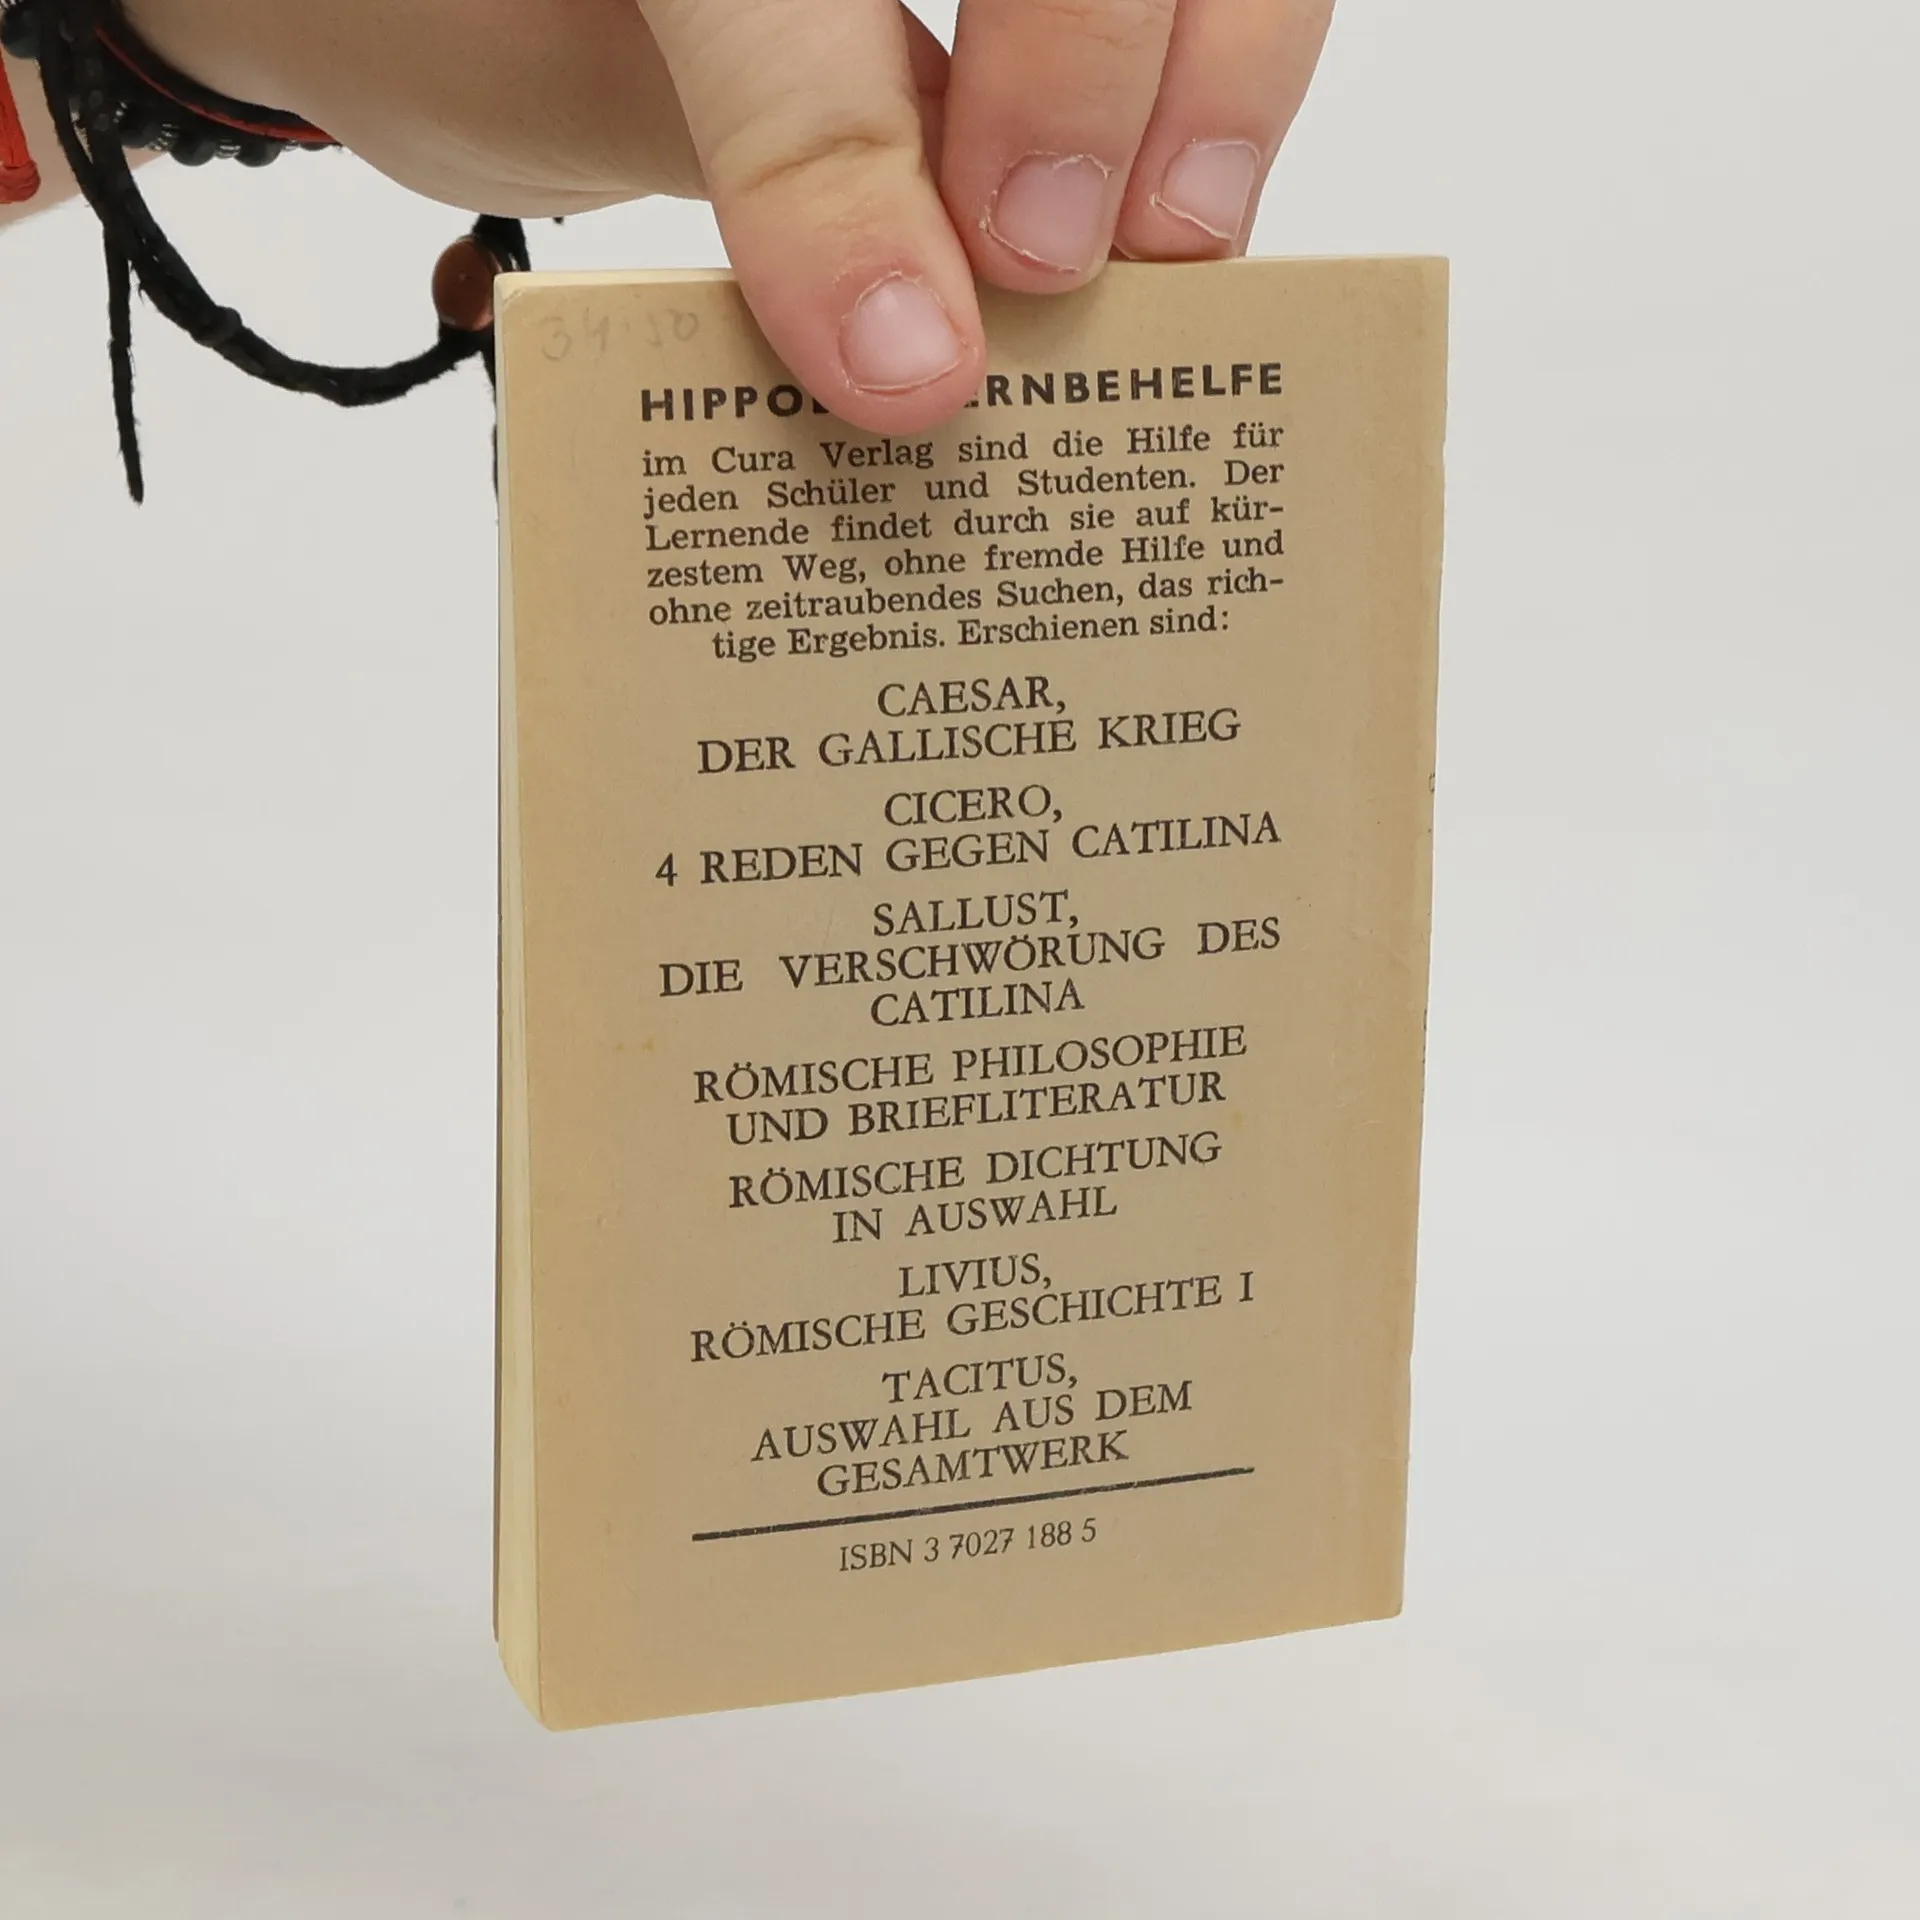 34.50
HIPPO ERNBEHELFE
im Cura Verlag sind die Hilfe für
jeden Schüler und Studenten. Der
Lernende findet durch sie auf kür-
zestem Weg, ohne fremde Hilfe und
ohne zeitraubendes Suchen, das rich-
tige Ergebnis. Erschienen sind:
CAESAR,
DER GALLISCHE KRIEG
CICERO,
4 REDEN GEGEN CATILINA
SALLUST,
DIE VERSCHWÖRUNG DES
CATILINA
RÖMISCHE PHILOSOPHIE
UND BRIEFLITERATUR
RÖMISCHE DICHTUNG
IN AUSWAHL
LIVIUS,
RÖMISCHE GESCHICHTE I
TACITUS,
AUSWAHL AUS DEM
GESAMTWERK
ISBN 3 7027 188 5